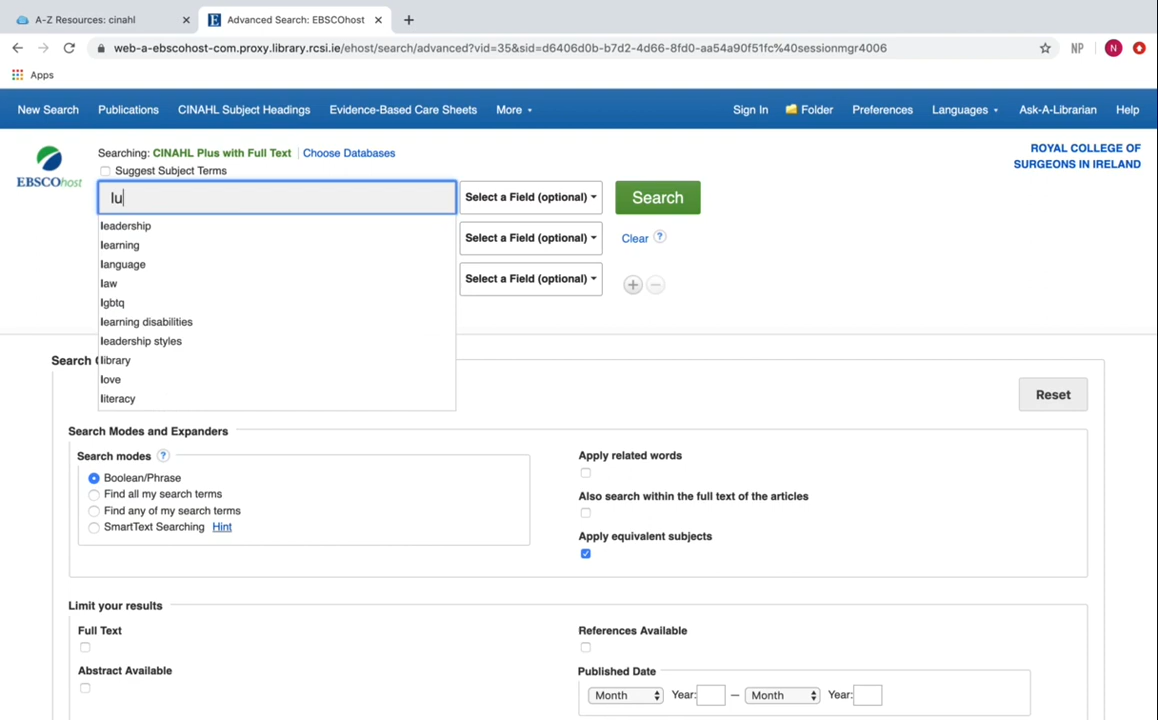 A-Z Resources: cinahl
Advanced Search: EBSCOhost
web-a-ebscohost-com.proxy.library.rcsi.ie/ehost/search/advanced?vid=35&sid=d6406d0b-b7d2-4d66-8fd0-aa54a90f51fc%40sessionmgr4006
NP
N
Apps
New Search Publications CINAHL Subject Headings Evidence-Based Care Sheets More
Sign In Folder Preferences Languages Ask-A-Librarian Help
EBSCOhost
Searching: CINAHL Plus with Full Text Choose Databases
ROYAL COLLEGE OF
SURGEONS IN IRELAND
Suggest Subject Terms
lu
Select a Field (optional)
Search
leadership
learning
language
law
lgbtq
learning disabilities
leadership styles
library
love
literacy
Select a Field (optional)
Clear ?
Select a Field (optional)
+ −
Search
Reset
Search Modes and Expanders
Search modes ?
Boolean/Phrase
Find all my search terms
Find any of my search terms
SmartText Searching Hint
Apply related words
Also search within the full text of the articles
Apply equivalent subjects
Limit your results
Full Text
References Available
Abstract Available
Published Date
Month Year: — Month Year: